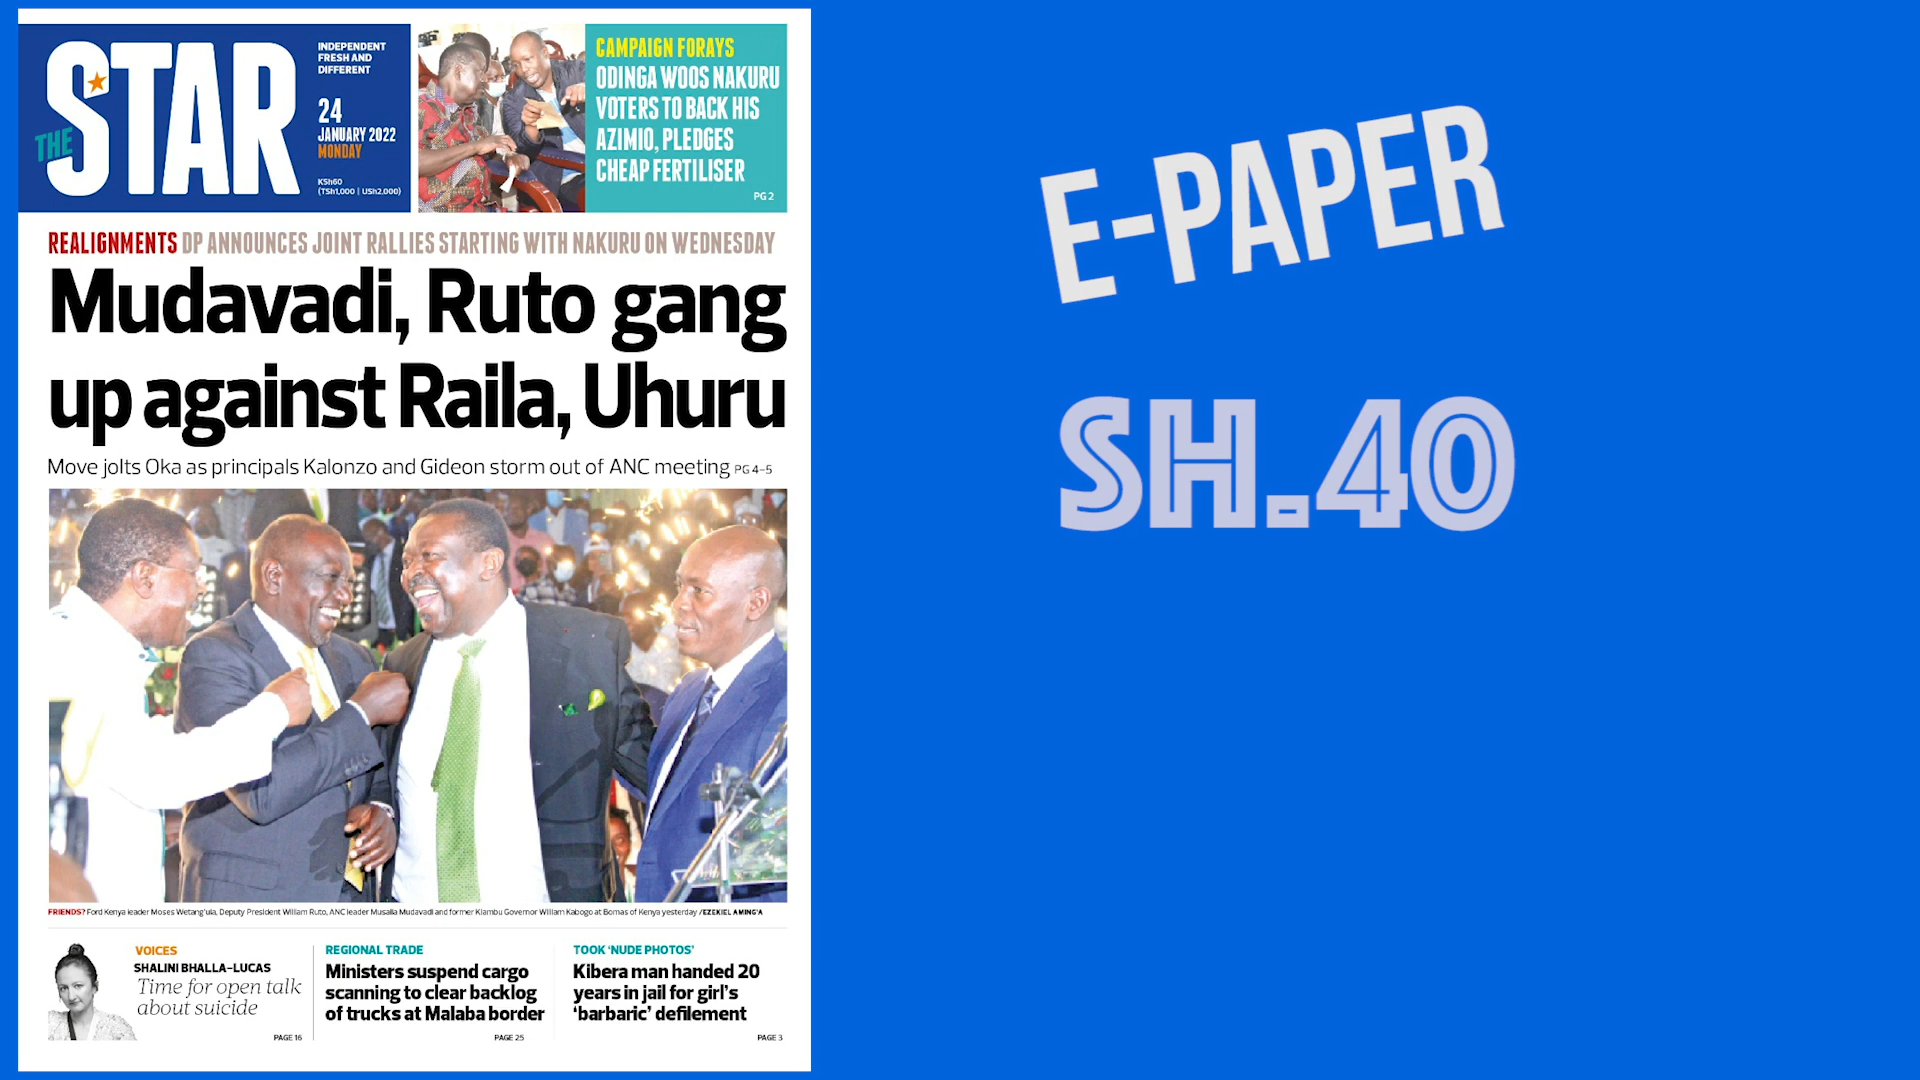 THE STAR
INDEPENDENT
FRESH AND
DIFFERENT
24
JANUARY 2022
MONDAY
KSh60
(TSh1,000 | USh2,000)
CAMPAIGN FORAYS
ODINGA WOOS NAKURU
VOTERS TO BACK HIS
AZIMIO, PLEDGES
CHEAP FERTILISER
PG 2
REALIGNMENTS DP ANNOUNCES JOINT RALLIES STARTING WITH NAKURU ON WEDNESDAY
Mudavadi, Ruto gang
up against Raila, Uhuru
Move jolts Oka as principals Kalonzo and Gideon storm out of ANC meeting PG 4-5
FRIENDS? Ford Kenya leader Moses Wetang'ula, Deputy President William Ruto, ANC leader Musalia Mudavadi and former Kiambu Governor William Kabogo at Bomas of Kenya yesterday /EZEKIEL AMING'A
VOICES
SHALINI BHALLA-LUCAS
Time for open talk
about suicide
PAGE 16
REGIONAL TRADE
Ministers suspend cargo
scanning to clear backlog
of trucks at Malaba border
PAGE 25
TOOK 'NUDE PHOTOS'
Kibera man handed 20
years in jail for girl's
'barbaric' defilement
PAGE 3
E-PAPER
SH.40